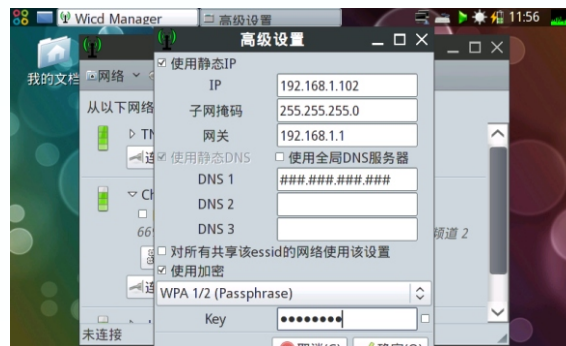 Wicd Manager
高级设置
11:56
高级设置
我的文档
网络
使用静态IP
IP 192.168.1.102
从以下网络
子网掩码 255.255.255.0
网关 192.168.1.1
使用静态DNS 使用全局DNS服务器
DNS 1 ###.###.###.###
DNS 2
DNS 3
频道 2
对所有共享该essid的网络使用该设置
使用加密
WPA 1/2 (Passphrase)
Key ●●●●●●●●
未连接
取消(C) 确定(O)